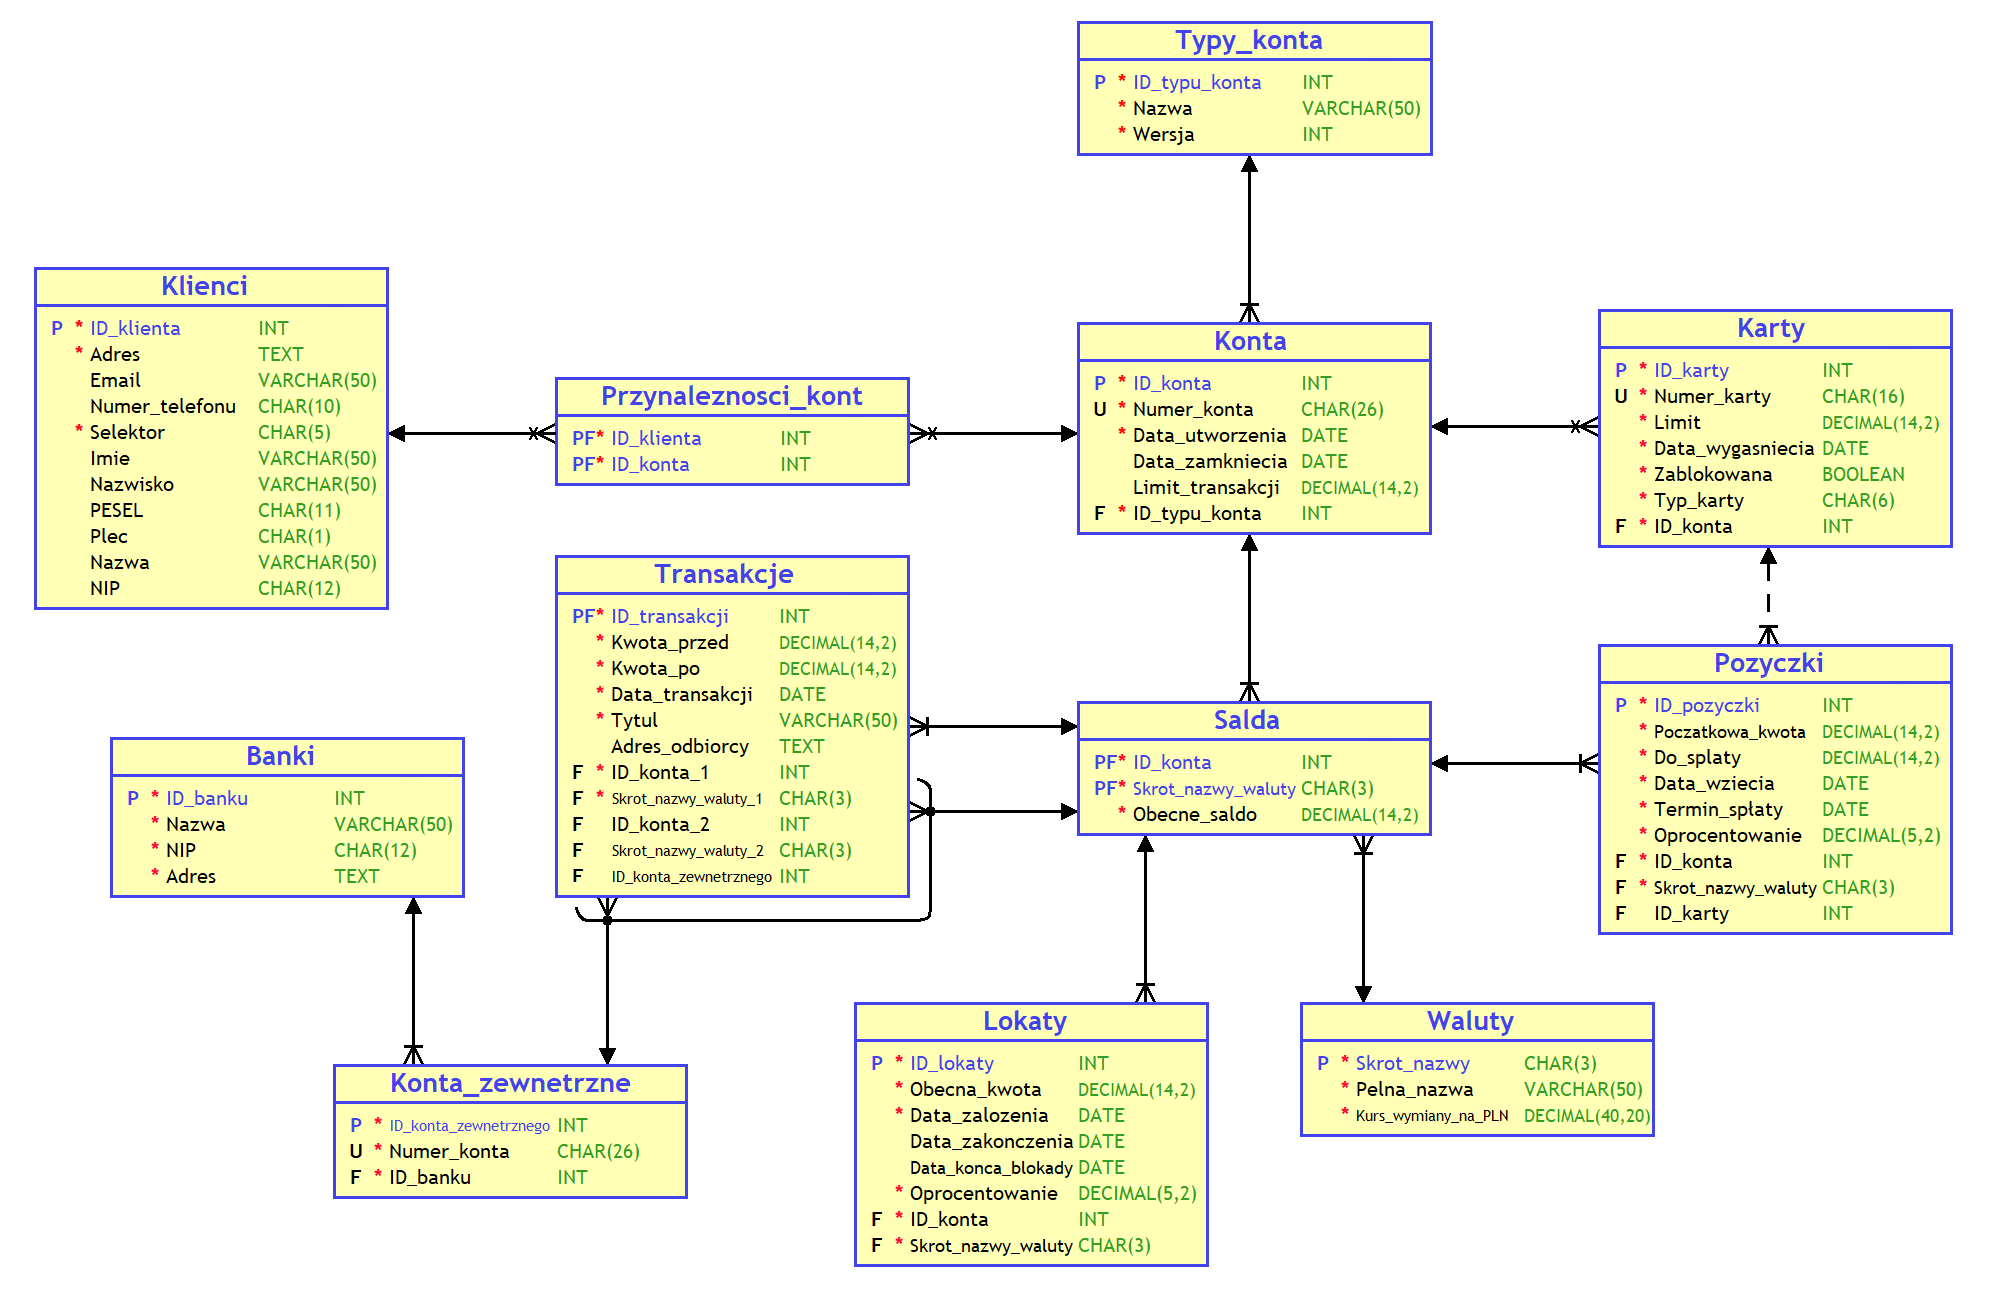 Typy_konta
P * ID_typu_konta INT
* Nazwa VARCHAR(50)
* Wersja INT
Klienci
P * ID_klienta INT
* Adres TEXT
Email VARCHAR(50)
Numer_telefonu CHAR(10)
* Selektor CHAR(5)
Imie VARCHAR(50)
Nazwisko VARCHAR(50)
PESEL CHAR(11)
Plec CHAR(1)
Nazwa VARCHAR(50)
NIP CHAR(12)
Przynaleznosci_kont
PF* ID_klienta INT
PF* ID_konta INT
Konta
P * ID_konta INT
U * Numer_konta CHAR(26)
* Data_utworzenia DATE
Data_zamkniecia DATE
Limit_transakcji DECIMAL(14,2)
F * ID_typu_konta INT
Karty
P * ID_karty INT
U * Numer_karty CHAR(16)
* Limit DECIMAL(14,2)
* Data_wygasniecia DATE
* Zablokowana BOOLEAN
* Typ_karty CHAR(6)
F * ID_konta INT
Transakcje
PF* ID_transakcji INT
* Kwota_przed DECIMAL(14,2)
* Kwota_po DECIMAL(14,2)
* Data_transakcji DATE
* Tytul VARCHAR(50)
Adres_odbiorcy TEXT
F * ID_konta_1 INT
F * Skrot_nazwy_waluty_1 CHAR(3)
F ID_konta_2 INT
F Skrot_nazwy_waluty_2 CHAR(3)
F ID_konta_zewnetrznego INT
Salda
PF* ID_konta INT
PF* Skrot_nazwy_waluty CHAR(3)
* Obecne_saldo DECIMAL(14,2)
Pozyczki
P * ID_pozyczki INT
* Poczatkowa_kwota DECIMAL(14,2)
* Do_splaty DECIMAL(14,2)
* Data_wziecia DATE
* Termin_spłaty DATE
* Oprocentowanie DECIMAL(5,2)
F * ID_konta INT
F * Skrot_nazwy_waluty CHAR(3)
F ID_karty INT
Banki
P * ID_banku INT
* Nazwa VARCHAR(50)
* NIP CHAR(12)
* Adres TEXT
Konta_zewnetrzne
P * ID_konta_zewnetrznego INT
U * Numer_konta CHAR(26)
F * ID_banku INT
Lokaty
P * ID_lokaty INT
* Obecna_kwota DECIMAL(14,2)
* Data_zalozenia DATE
Data_zakonczenia DATE
Data_konca_blokady DATE
* Oprocentowanie DECIMAL(5,2)
F * ID_konta INT
F * Skrot_nazwy_waluty CHAR(3)
Waluty
P * Skrot_nazwy CHAR(3)
* Pelna_nazwa VARCHAR(50)
* Kurs_wymiany_na_PLN DECIMAL(40,20)